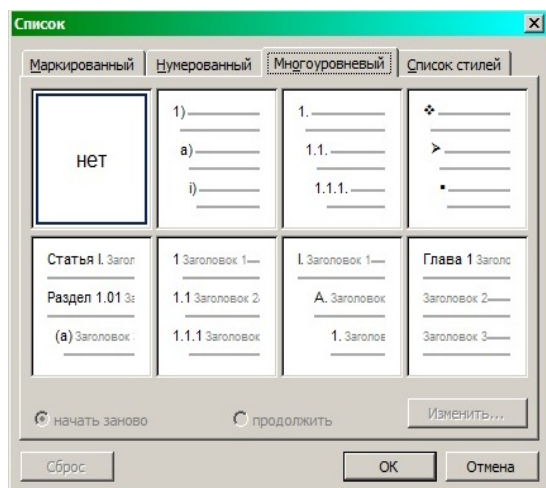 Список
Маркированный Нумерованный Многоуровневый Список стилей
нет
1)
a)
i)
1.
1.1.
1.1.1.
Статья I. Загол
Раздел 1.01 За
(a) Заголовок
1 Заголовок 1
1.1 Заголовок 2
1.1.1 Заголовок
I. Заголовок 1
A. Заголовок
1. Заголов
Глава 1 Заголо
Заголовок 2
Заголовок 3
начать заново продолжить Изменить...
Сброс ОК Отмена